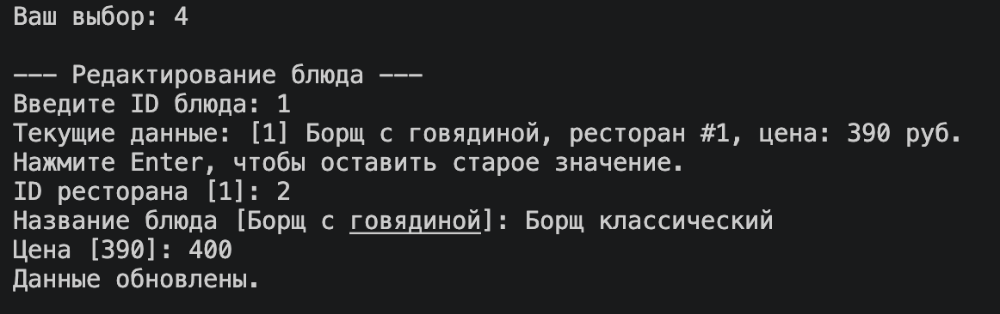 Ваш выбор: 4
--- Редактирование блюда ---
Введите ID блюда: 1
Текущие данные: [1] Борщ с говядиной, ресторан #1, цена: 390 руб.
Нажмите Enter, чтобы оставить старое значение.
ID ресторана [1]: 2
Название блюда [Борщ с говядиной]: Борщ классический
Цена [390]: 400
Данные обновлены.